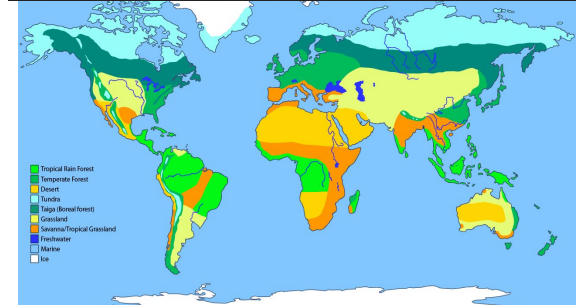 Tropical Rain Forest
Temperate Forest
Desert
Tundra
Taiga (Boreal forest)
Grassland
Savanna/Tropical Grassland
Freshwater
Marine
Ice